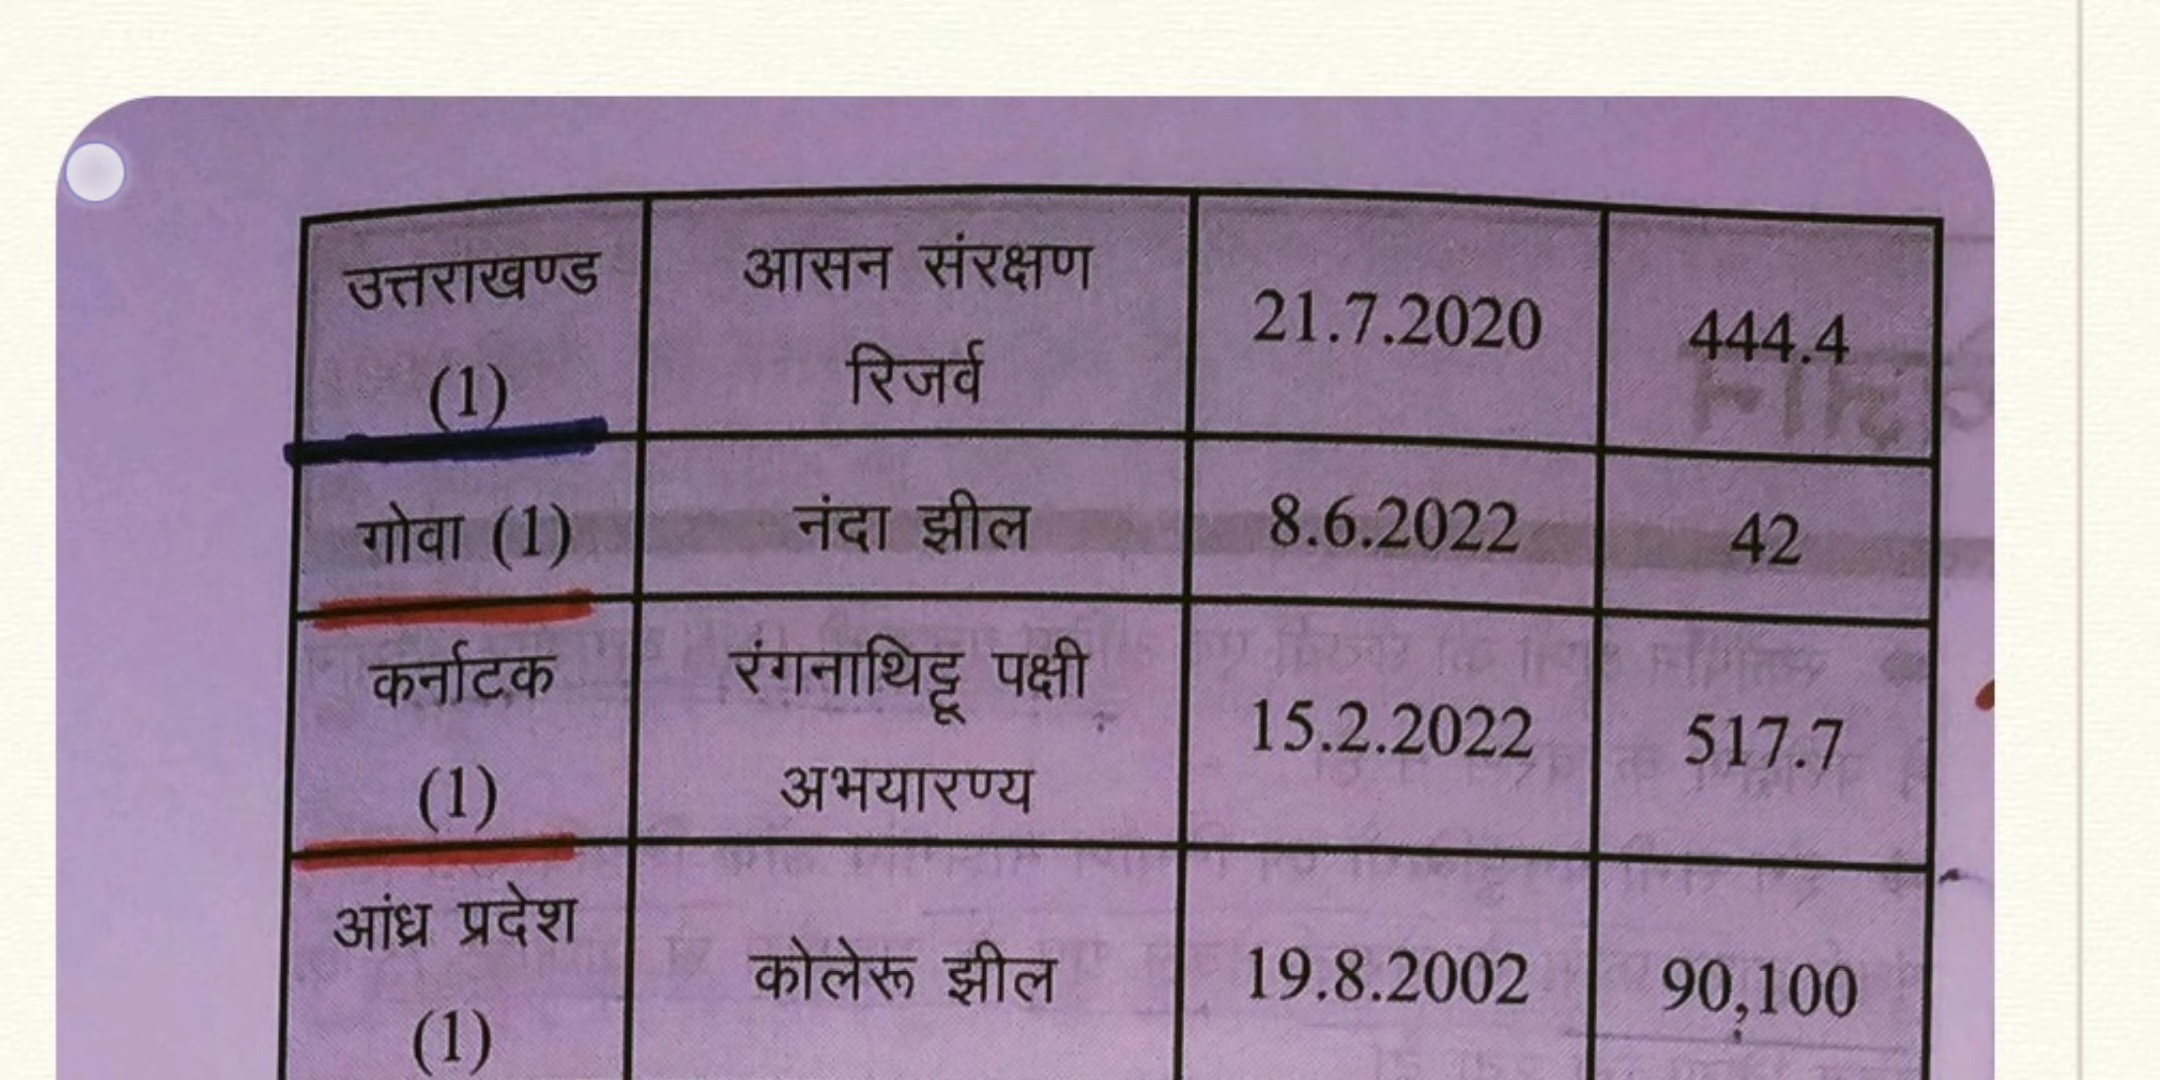 उत्तराखण्ड
(1)
आसन संरक्षण
रिजर्व
21.7.2020
444.4
गोवा (1)
नंदा झील
8.6.2022
42
कर्नाटक
(1)
रंगनाथिट्टू पक्षी
अभयारण्य
15.2.2022
517.7
आंध्र प्रदेश
(1)
कोलेरू झील
19.8.2002
90,100